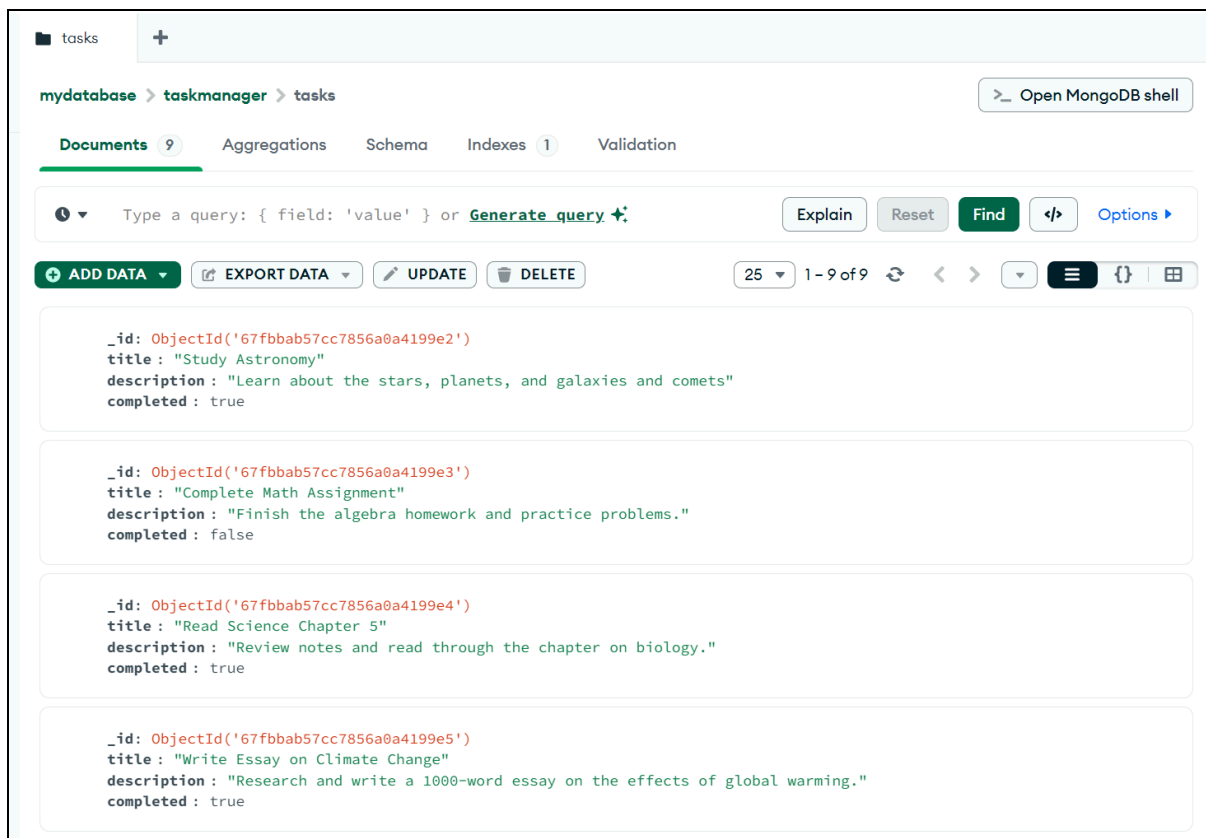 tasks
mydatabase > taskmanager > tasks
>_ Open MongoDB shell
Documents 9 Aggregations Schema Indexes 1 Validation
Type a query: { field: 'value' } or Generate query
Explain Reset Find </> Options
ADD DATA EXPORT DATA UPDATE DELETE 25 1 – 9 of 9 {}
_id: ObjectId('67fbbab57cc7856a0a4199e2')
title : "Study Astronomy"
description : "Learn about the stars, planets, and galaxies and comets"
completed : true
_id: ObjectId('67fbbab57cc7856a0a4199e3')
title : "Complete Math Assignment"
description : "Finish the algebra homework and practice problems."
completed : false
_id: ObjectId('67fbbab57cc7856a0a4199e4')
title : "Read Science Chapter 5"
description : "Review notes and read through the chapter on biology."
completed : true
_id: ObjectId('67fbbab57cc7856a0a4199e5')
title : "Write Essay on Climate Change"
description : "Research and write a 1000-word essay on the effects of global warming."
completed : true